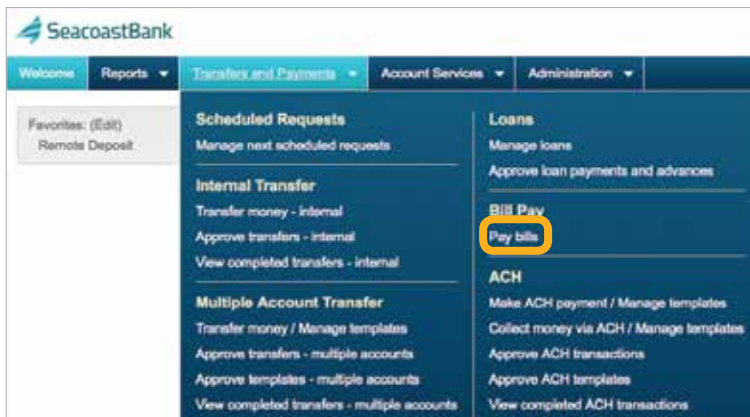 SeacoastBank
Welcome Reports Transfers and Payments Account Services Administration
Favorites: (Edit)
Remote Deposit
Scheduled Requests
Manage next scheduled requests
Internal Transfer
Transfer money - internal
Approve transfers - internal
View completed transfers - internal
Multiple Account Transfer
Transfer money / Manage templates
Approve transfers - multiple accounts
Approve templates - multiple accounts
View completed transfers - multiple accounts
Loans
Manage loans
Approve loan payments and advances
Bill Pay
Pay bills
ACH
Make ACH payment / Manage templates
Collect money via ACH / Manage templates
Approve ACH transactions
Approve ACH templates
View completed ACH transactions